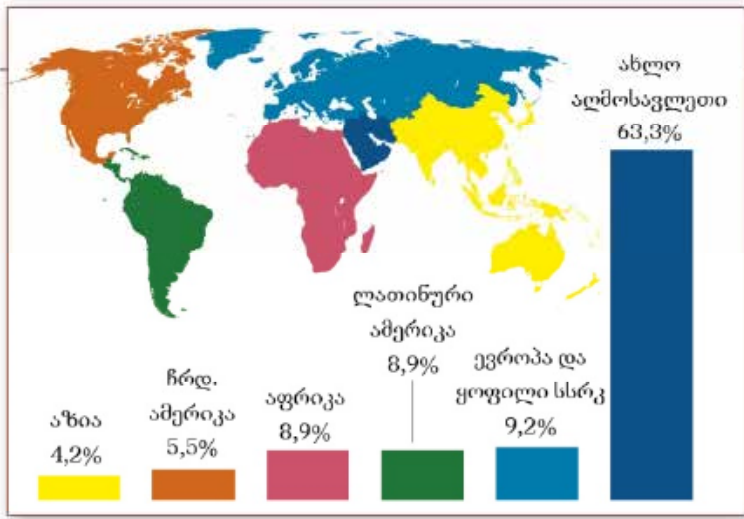 ახლო
აღმოსავლეთი
63,3%
ლათინური
ამერიკა
8,9%
ევროპა და
ყოფილი სსრკ
9,2%
ჩრდ.
ამერიკა
5,5%
აფრიკა
8,9%
აზია
4,2%